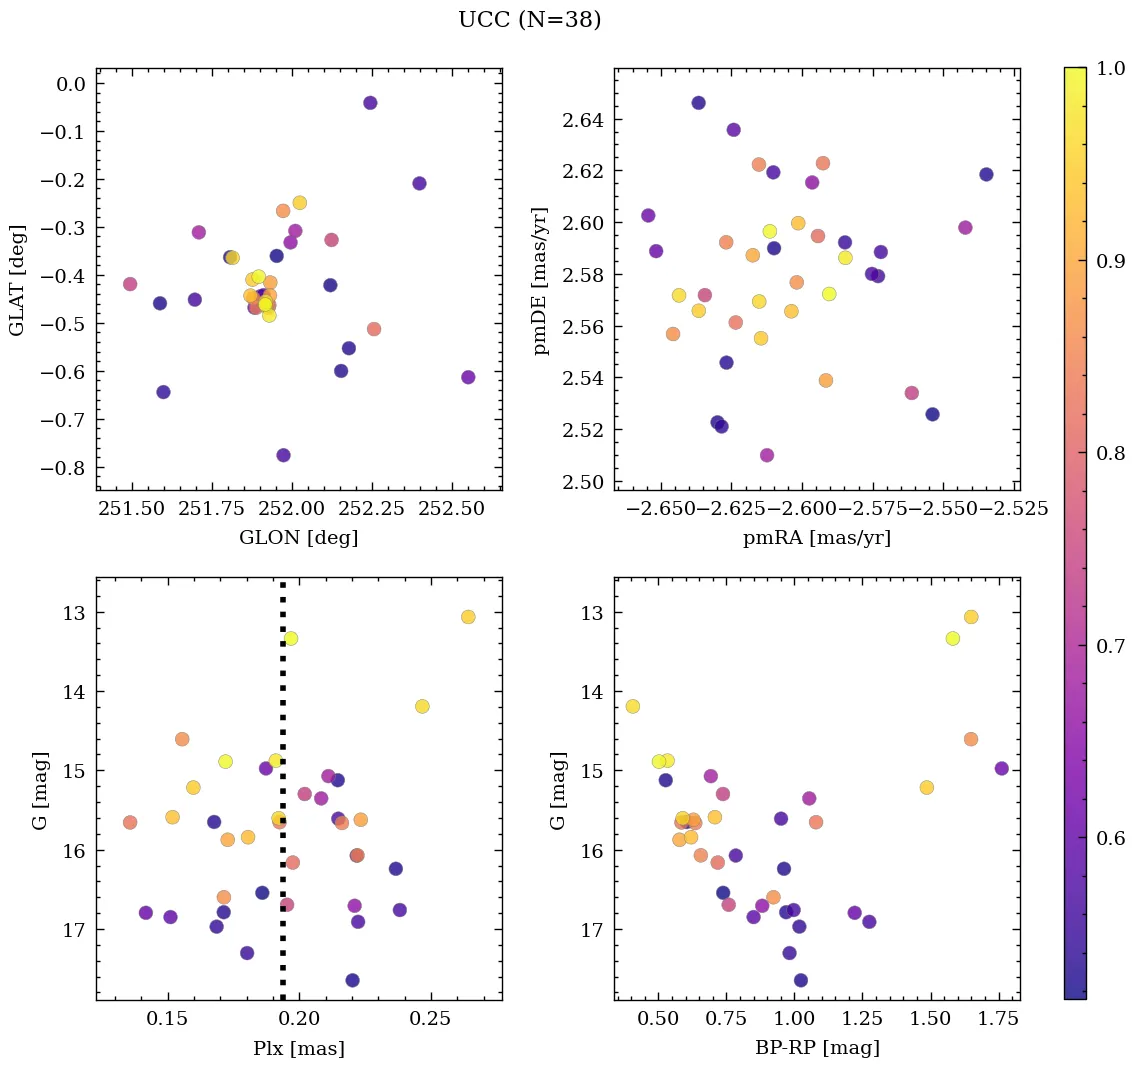 UCC (N=38)
0.0
−0.1
−0.2
−0.3
−0.4
−0.5
−0.6
−0.7
−0.8
GLAT [deg]
251.50 251.75 252.00 252.25 252.50
GLON [deg]
2.64
2.62
2.60
2.58
2.56
2.54
2.52
2.50
pmDE [mas/yr]
−2.650 −2.625 −2.600 −2.575 −2.550 −2.525
pmRA [mas/yr]
13
14
15
16
17
G [mag]
0.15 0.20 0.25
Plx [mas]
13
14
15
16
17
G [mag]
0.50 0.75 1.00 1.25 1.50 1.75
BP-RP [mag]
1.0
0.9
0.8
0.7
0.6